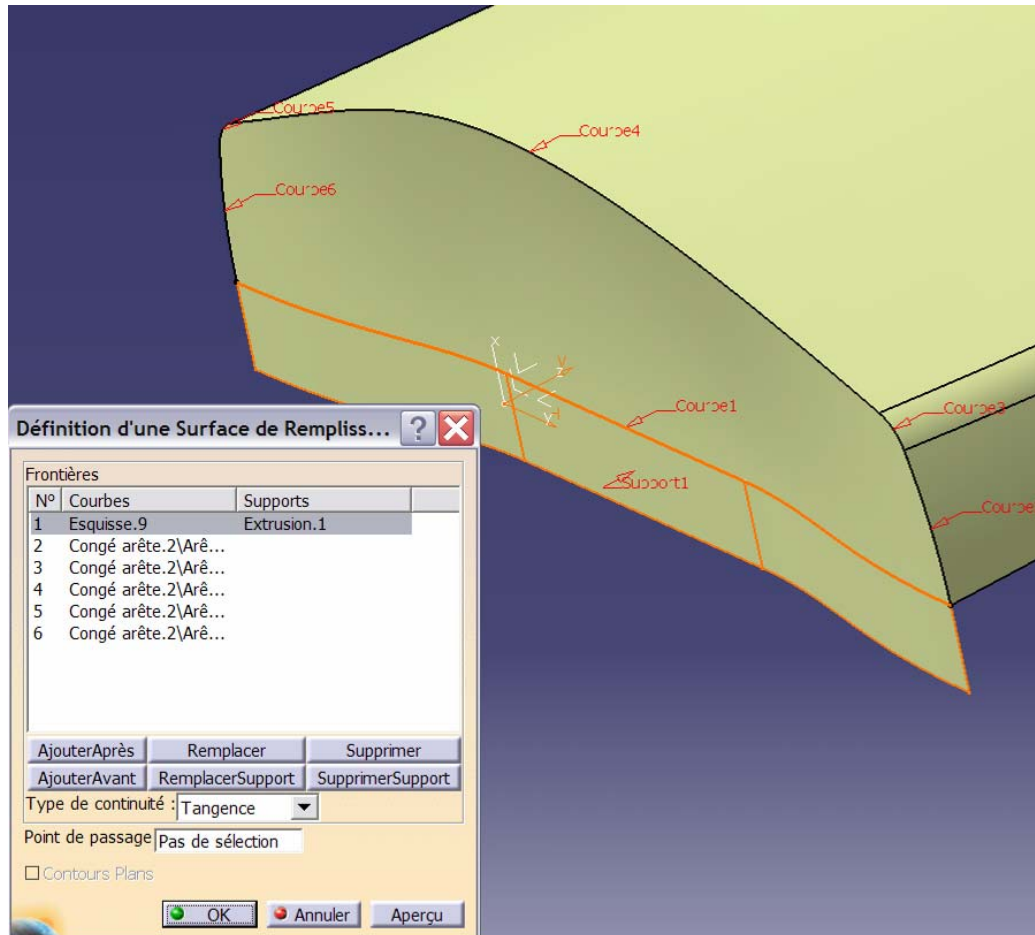 Courbe5
Courbe4
Courbe6
X
Y
Z
Courbe1
Courbe3
Support1
Courbe
Définition d'une Surface de Rempliss...
?
Frontières
N° Courbes Supports
1 Esquisse.9 Extrusion.1
2 Congé arête.2\Arê...
3 Congé arête.2\Arê...
4 Congé arête.2\Arê...
5 Congé arête.2\Arê...
6 Congé arête.2\Arê...
AjouterAprès Remplacer Supprimer
AjouterAvant RemplacerSupport SupprimerSupport
Type de continuité : Tangence
Point de passage Pas de sélection
Contours Plans
OK Annuler Aperçu